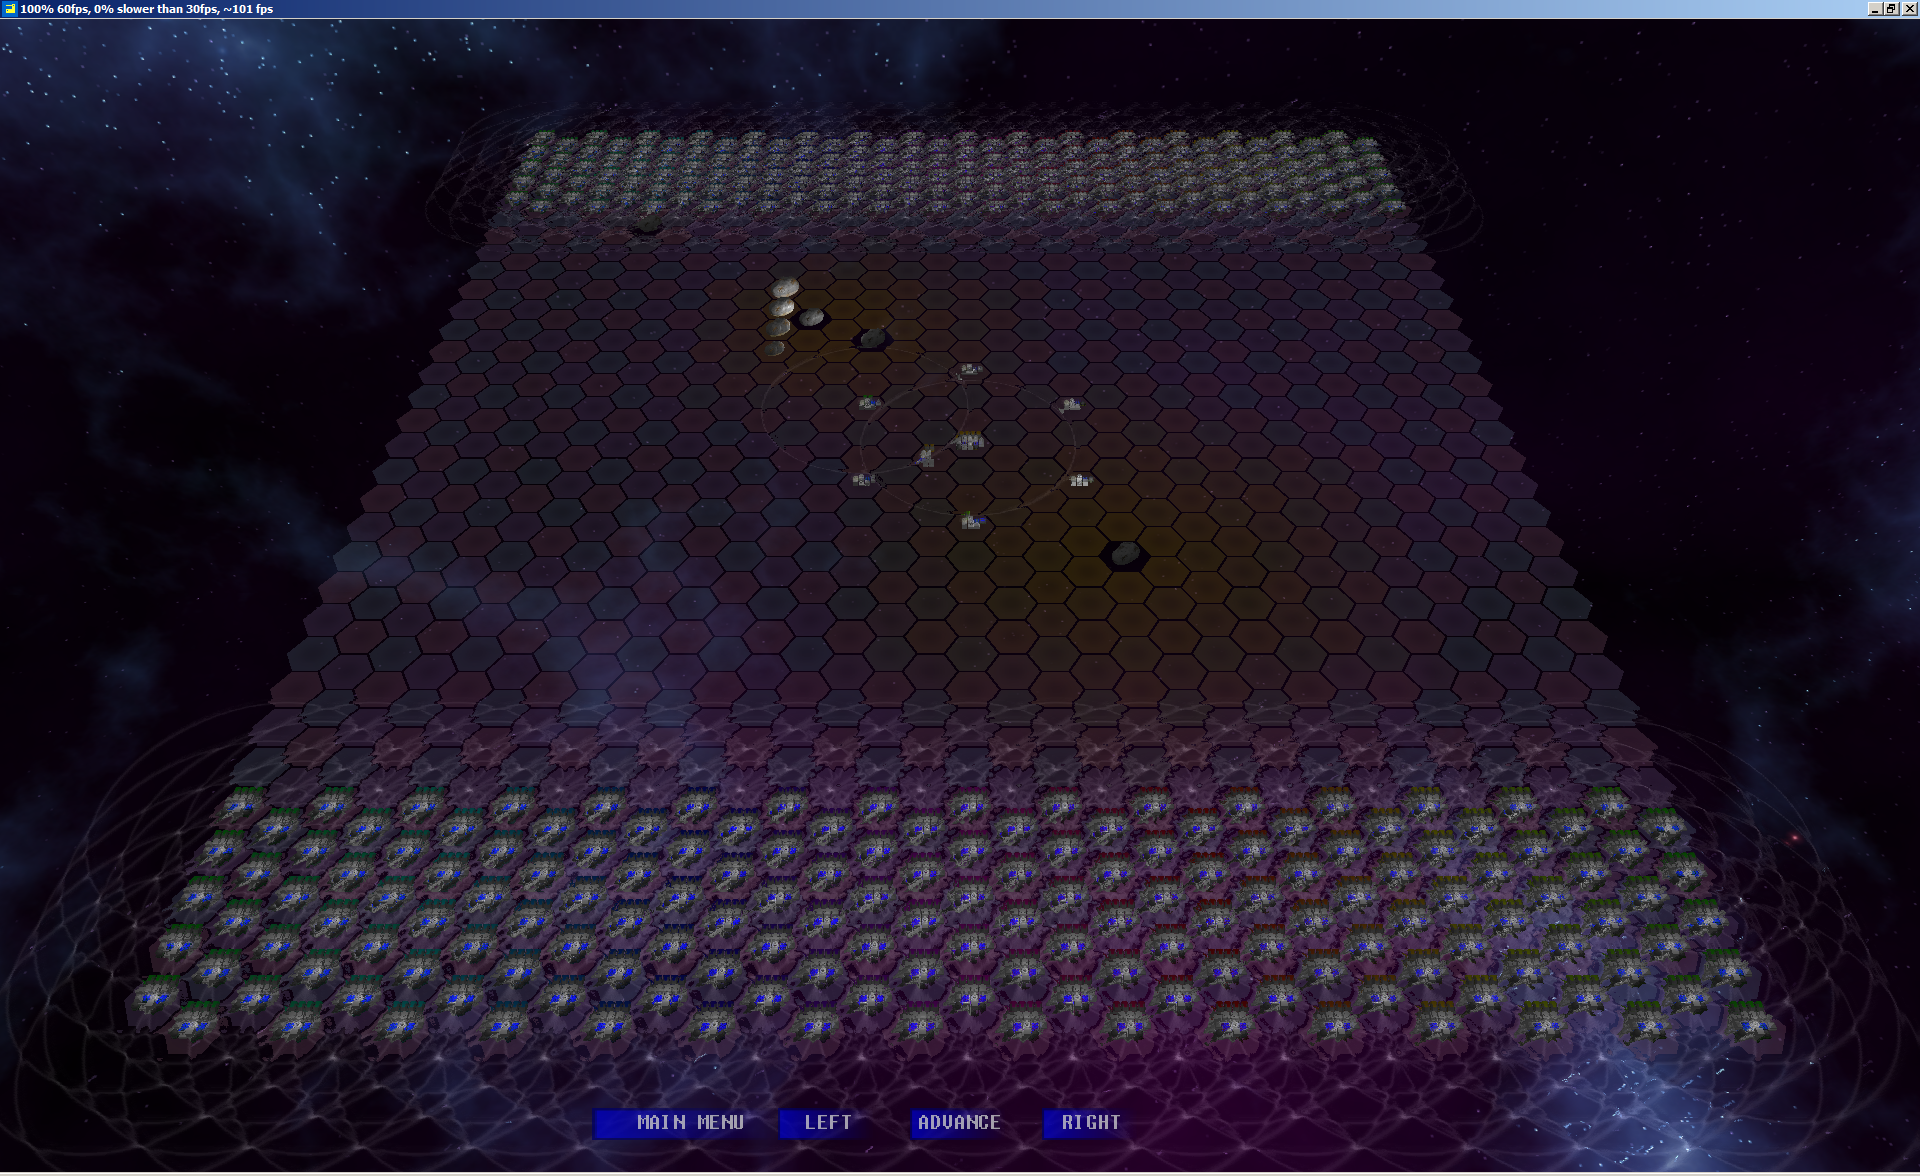 100% 60fps, 0% slower than 30fps, ~101 fps
MAIN MENU LEFT ADVANCE RIGHT